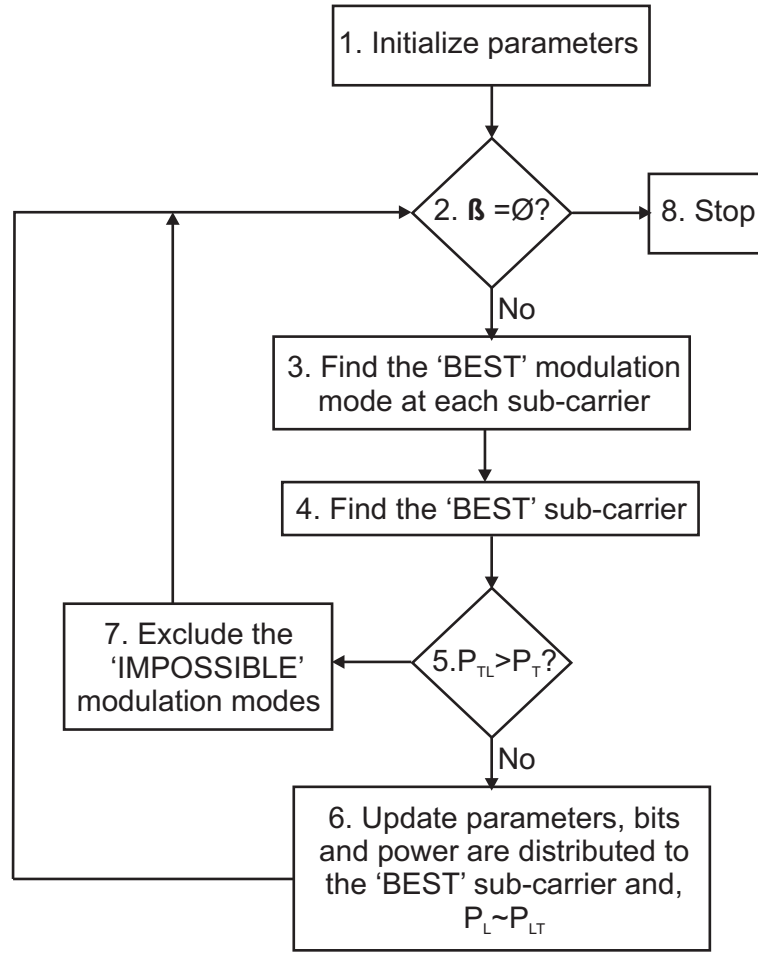 1. Initialize parameters
2. ß =Ø?
8. Stop
No
3. Find the ‘BEST’ modulation
mode at each sub-carrier
4. Find the ‘BEST’ sub-carrier
7. Exclude the
‘IMPOSSIBLE’
modulation modes
5.P_TL>P_T?
No
6. Update parameters, bits
and power are distributed to
the ‘BEST’ sub-carrier and,
P_L~P_LT